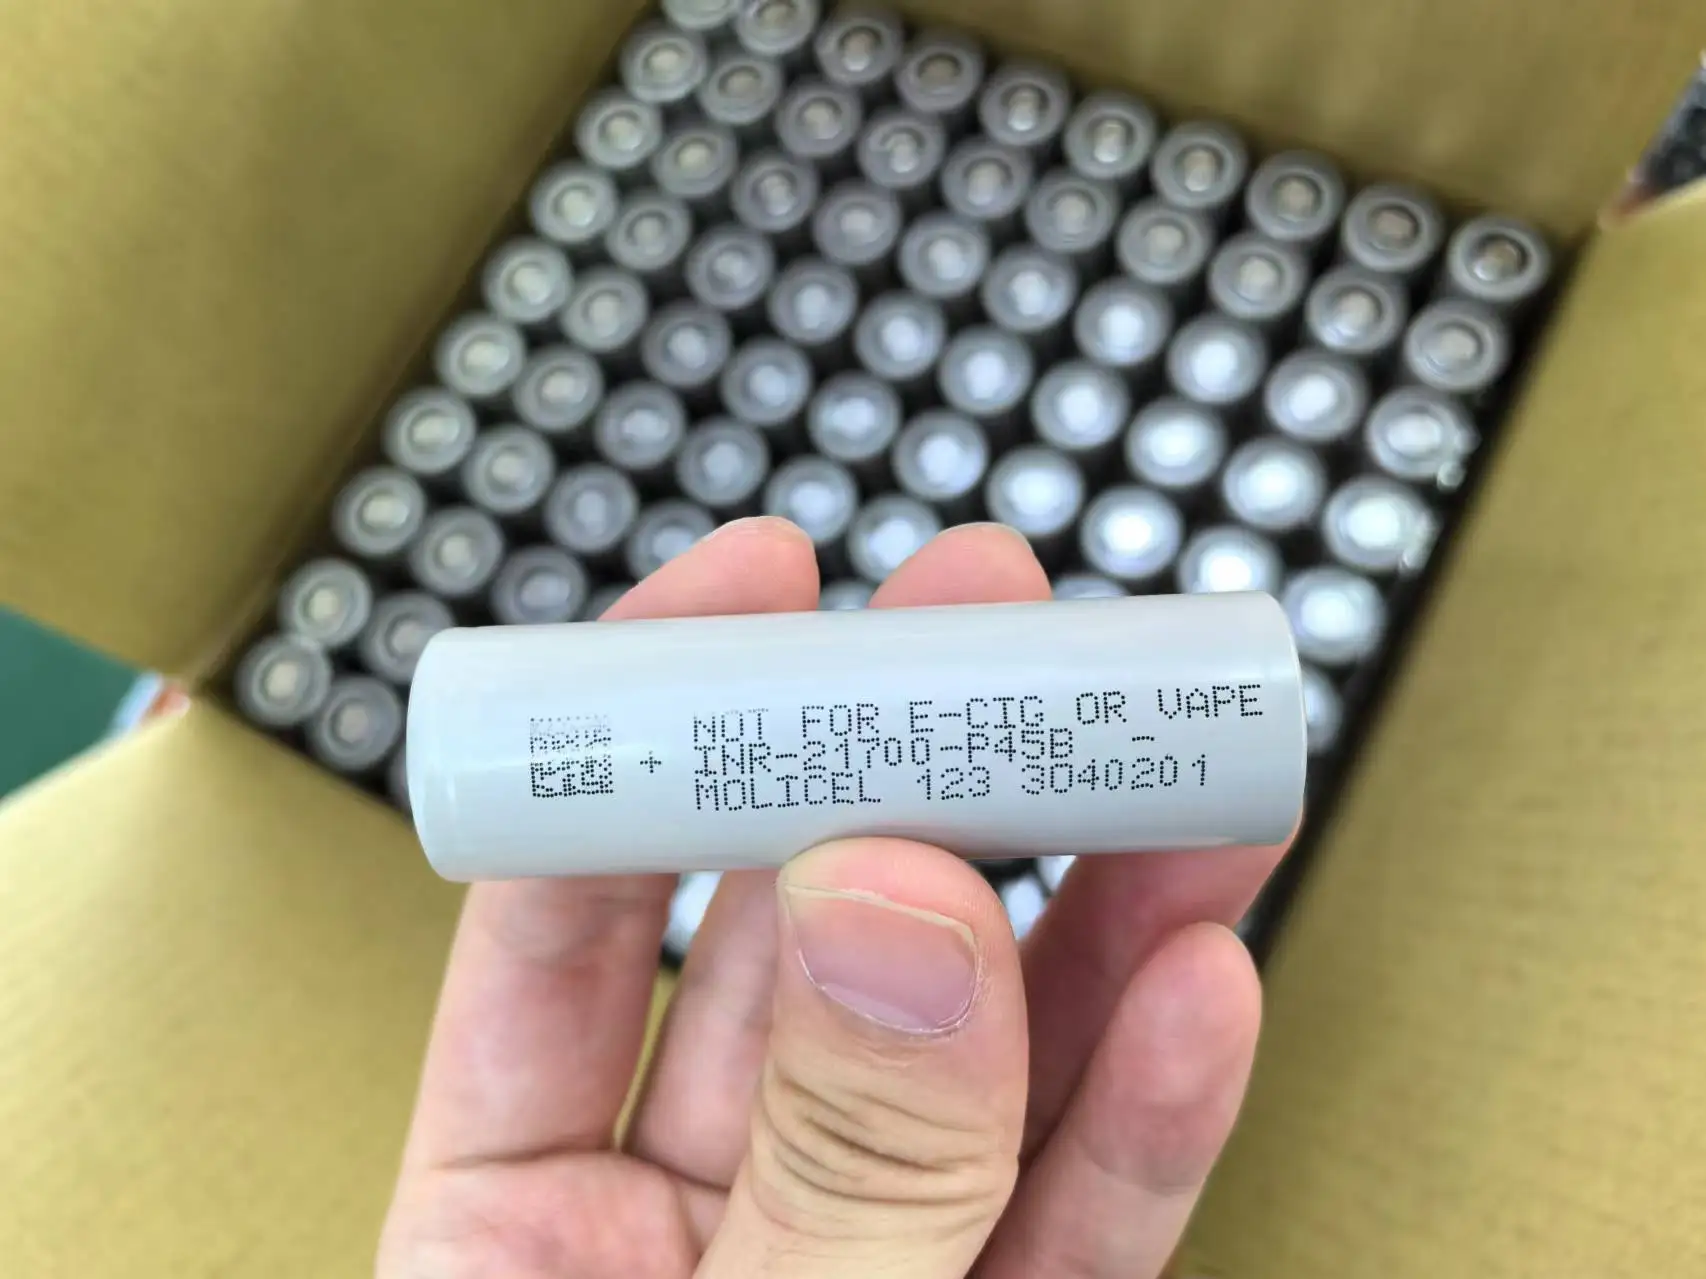 NOT FOR E-CIG OR VAPE
+ INR-21700-P45B -
MOLICEL 123 3040201